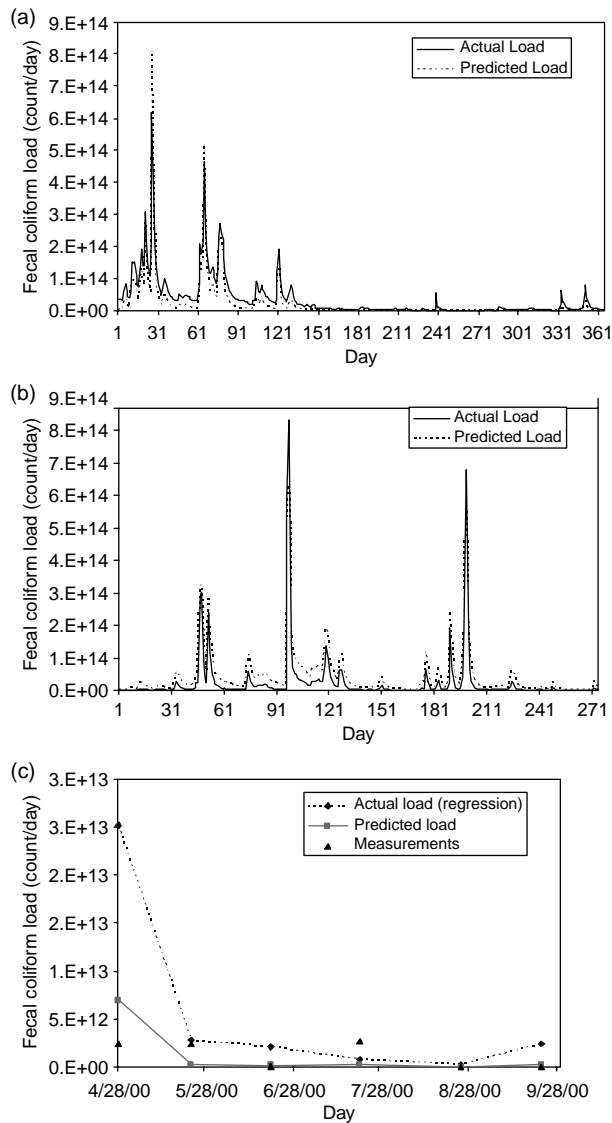 (a)
9.E+14
8.E+14
7.E+14
6.E+14
5.E+14
4.E+14
3.E+14
2.E+14
1.E+14
0.E+00
Fecal coliform load (count/day)
Actual Load
Predicted Load
1 31 61 91 121 151 181 211 241 271 301 331 361
Day
(b)
9.E+14
8.E+14
7.E+14
6.E+14
5.E+14
4.E+14
3.E+14
2.E+14
1.E+14
0.E+00
Fecal coliform load (count/day)
Actual Load
Predicted Load
1 31 61 91 121 151 181 211 241 271
Day
(c)
3.E+13
3.E+13
2.E+13
2.E+13
1.E+13
5.E+12
0.E+00
Fecal coliform load (count/day)
Actual load (regression)
Predicted load
Measurements
4/28/00 5/28/00 6/28/00 7/28/00 8/28/00 9/28/00
Day